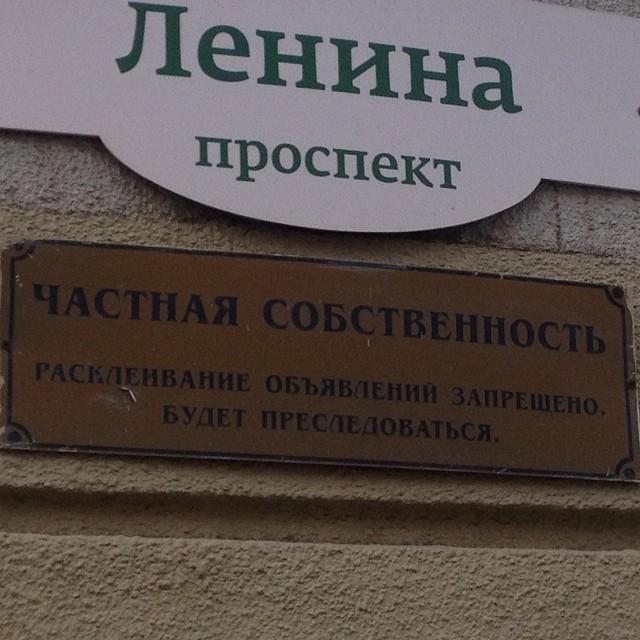 Ленина
проспект
ЧАСТНАЯ СОБСТВЕННОСТЬ
РАСКЛЕИВАНИЕ ОБЪЯВЛЕНИЙ ЗАПРЕЩЕНО.
БУДЕТ ПРЕСЛЕДОВАТЬСЯ.